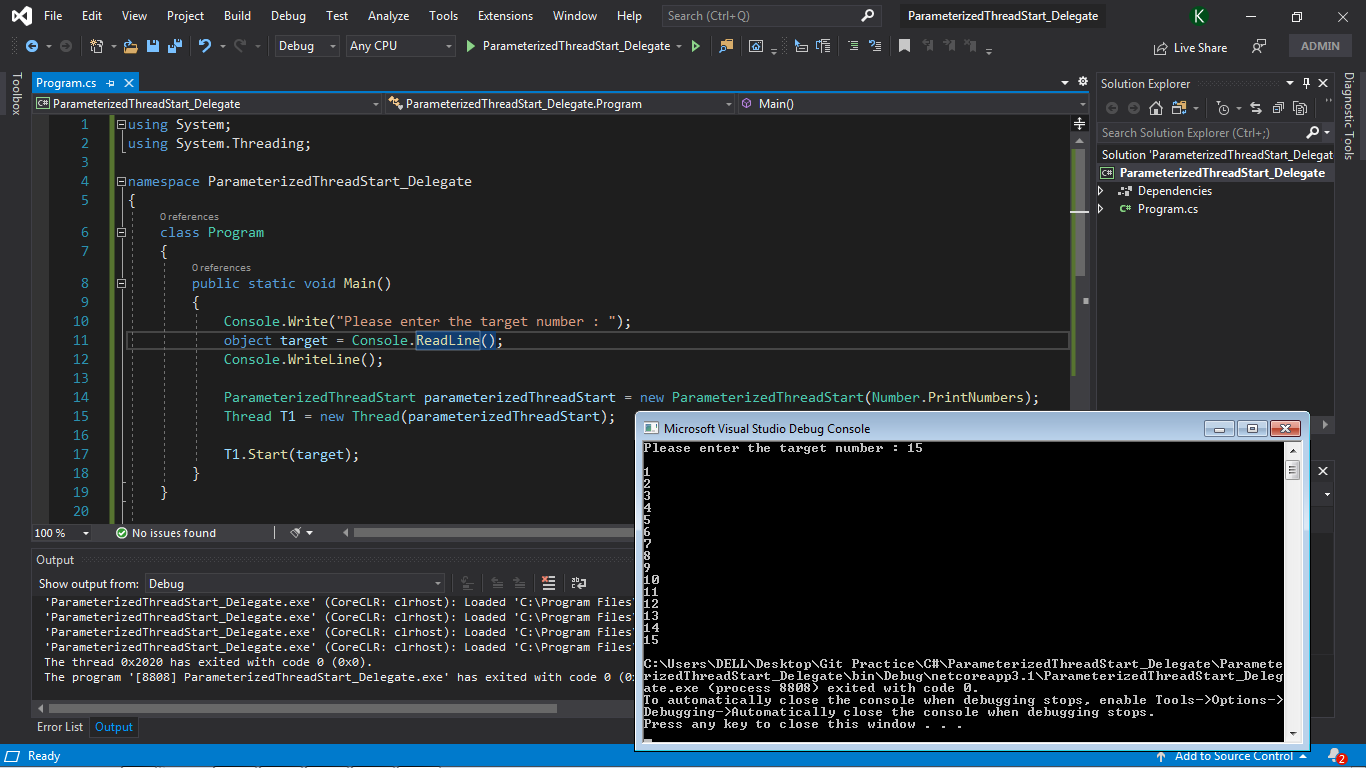 File Edit View Project Build Debug Test Analyze Tools Extensions Window Help Search (Ctrl+Q) ParameterizedThreadStart_Delegate K
Debug Any CPU ParameterizedThreadStart_Delegate Live Share ADMIN
Toolbox
Program.cs
ParameterizedThreadStart_Delegate ParameterizedThreadStart_Delegate.Program Main()
1 using System;
2 using System.Threading;
3
4 namespace ParameterizedThreadStart_Delegate
5 {
0 references
6 class Program
7 {
0 references
8 public static void Main()
9 {
10 Console.Write("Please enter the target number : ");
11 object target = Console.ReadLine();
12 Console.WriteLine();
13
14 ParameterizedThreadStart parameterizedThreadStart = new ParameterizedThreadStart(Number.PrintNumbers);
15 Thread T1 = new Thread(parameterizedThreadStart);
16
17 T1.Start(target);
18 }
19 }
20
100 % No issues found
Solution Explorer
Search Solution Explorer (Ctrl+;)
Solution 'ParameterizedThreadStart_Delegat
C# ParameterizedThreadStart_Delegate
Dependencies
C# Program.cs
Diagnostic Tools
Output
Show output from: Debug
'ParameterizedThreadStart_Delegate.exe' (CoreCLR: clrhost): Loaded 'C:\Program Files
'ParameterizedThreadStart_Delegate.exe' (CoreCLR: clrhost): Loaded 'C:\Program Files
'ParameterizedThreadStart_Delegate.exe' (CoreCLR: clrhost): Loaded 'C:\Program Files
'ParameterizedThreadStart_Delegate.exe' (CoreCLR: clrhost): Loaded 'C:\Program Files
The thread 0x2020 has exited with code 0 (0x0).
The program '[8808] ParameterizedThreadStart_Delegate.exe' has exited with code 0 (0
Error List Output
Microsoft Visual Studio Debug Console
Please enter the target number : 15
1
2
3
4
5
6
7
8
9
10
11
12
13
14
15
C:\Users\DELL\Desktop\Git Practice\C#\ParameterizedThreadStart_Delegate\Paramete
rizedThreadStart_Delegate\bin\Debug\netcoreapp3.1\ParameterizedThreadStart_Deleg
ate.exe (process 8808) exited with code 0.
To automatically close the console when debugging stops, enable Tools->Options->
Debugging->Automatically close the console when debugging stops.
Press any key to close this window . . .
Ready Add to Source Control 2